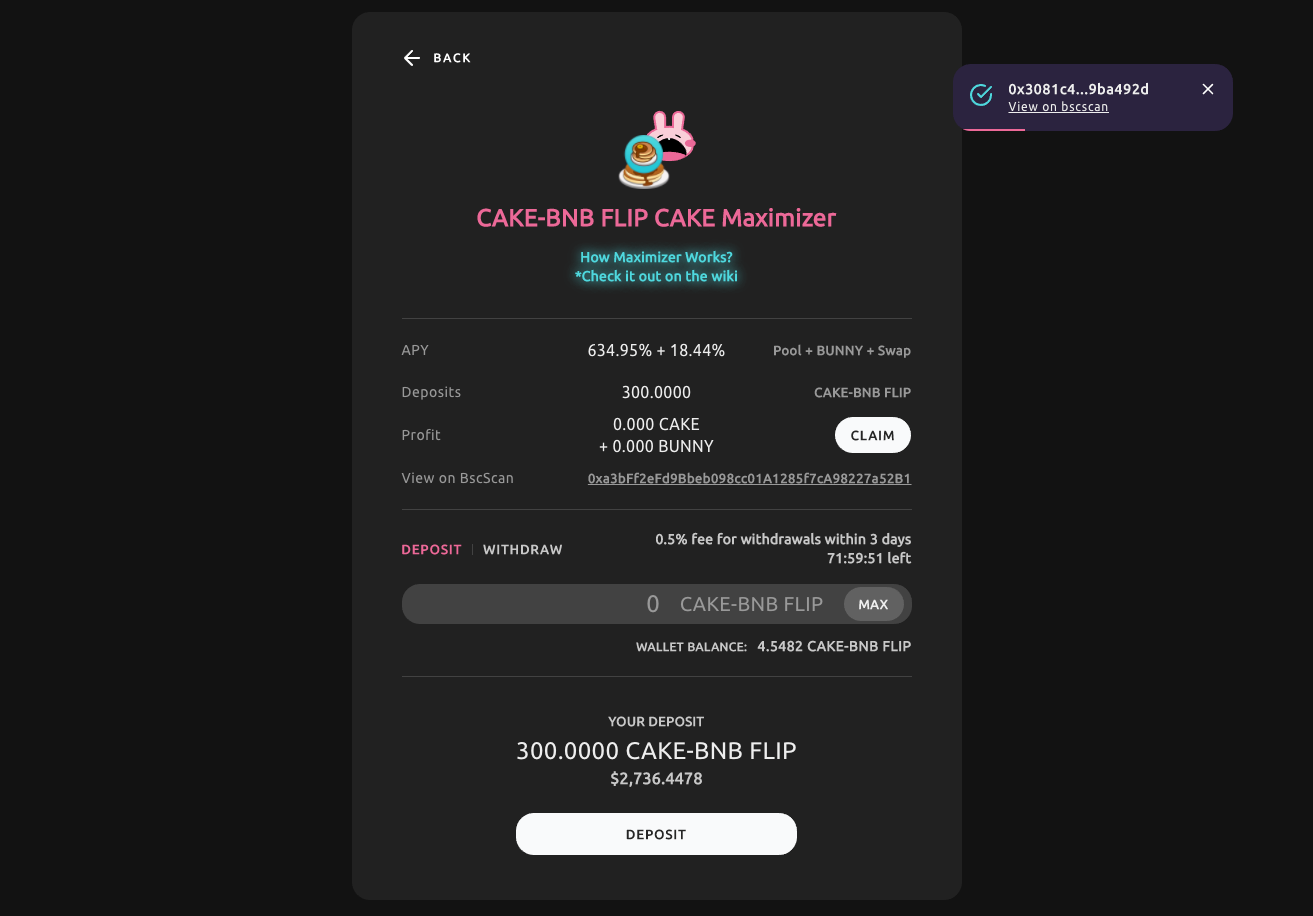 BACK
0x3081c4...9ba492d
View on bscscan
CAKE-BNB FLIP CAKE Maximizer
How Maximizer Works?
*Check it out on the wiki
APY 634.95% + 18.44% Pool + BUNNY + Swap
Deposits 300.0000 CAKE-BNB FLIP
Profit 0.000 CAKE
+ 0.000 BUNNY CLAIM
View on BscScan 0xa3bFf2eFd9Bbeb098cc01A1285f7cA98227a52B1
DEPOSIT | WITHDRAW 0.5% fee for withdrawals within 3 days
71:59:51 left
0 CAKE-BNB FLIP MAX
WALLET BALANCE: 4.5482 CAKE-BNB FLIP
YOUR DEPOSIT
300.0000 CAKE-BNB FLIP
$2,736.4478
DEPOSIT